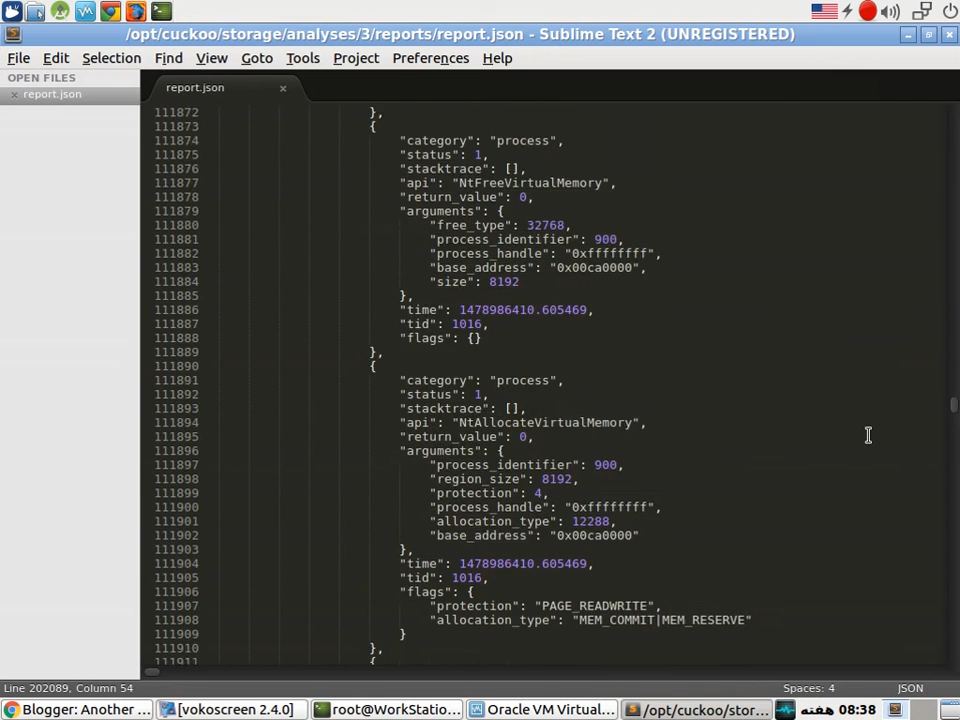 /opt/cuckoo/storage/analyses/3/reports/report.json - Sublime Text 2 (UNREGISTERED)
File Edit Selection Find View Goto Tools Project Preferences Help
OPEN FILES
report.json
report.json
111872 },
111873 {
111874 "category": "process",
111875 "status": 1,
111876 "stacktrace": [],
111877 "api": "NtFreeVirtualMemory",
111878 "return_value": 0,
111879 "arguments": {
111880 "free_type": 32768,
111881 "process_identifier": 900,
111882 "process_handle": "0xffffffff",
111883 "base_address": "0x00ca0000",
111884 "size": 8192
111885 },
111886 "time": 1478986410.605469,
111887 "tid": 1016,
111888 "flags": {}
111889 },
111890 {
111891 "category": "process",
111892 "status": 1,
111893 "stacktrace": [],
111894 "api": "NtAllocateVirtualMemory",
111895 "return_value": 0,
111896 "arguments": {
111897 "process_identifier": 900,
111898 "region_size": 8192,
111899 "protection": 4,
111900 "process_handle": "0xffffffff",
111901 "allocation_type": 12288,
111902 "base_address": "0x00ca0000"
111903 },
111904 "time": 1478986410.605469,
111905 "tid": 1016,
111906 "flags": {
111907 "protection": "PAGE_READWRITE",
111908 "allocation_type": "MEM_COMMIT|MEM_RESERVE"
111909 }
111910 },
111911 {
Line 202089, Column 54 Spaces: 4 JSON
Blogger: Another ... [vokoscreen 2.4.0] root@WorkStatio... Oracle VM Virtual... /opt/cuckoo/stor... 08:38 هفته